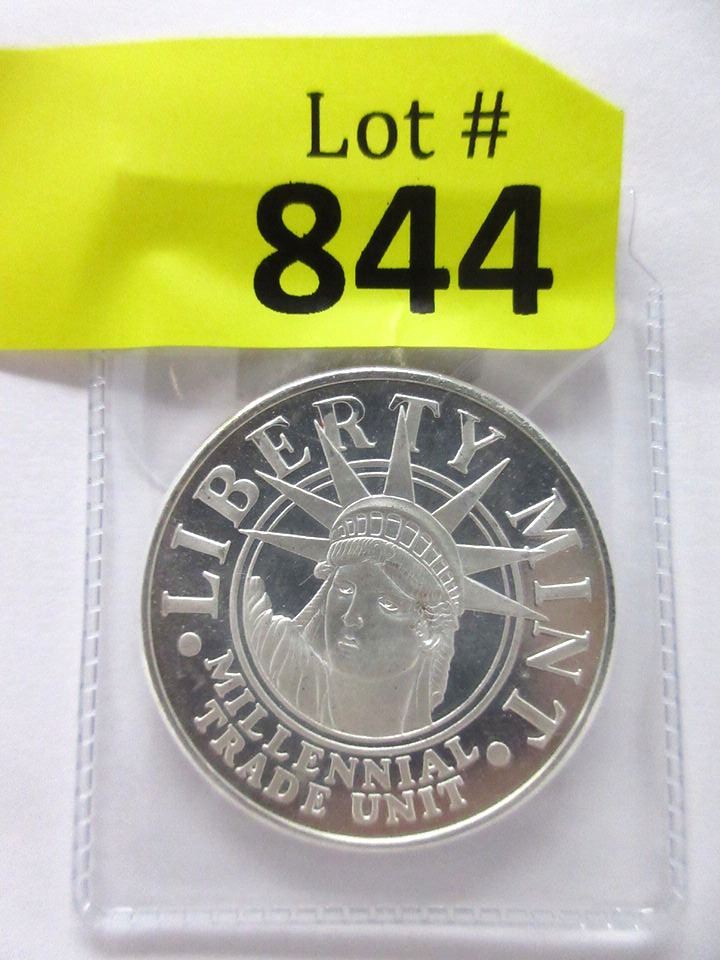 Lot #
844
• LIBERTY MINT •
MILLENNIAL
TRADE UNIT